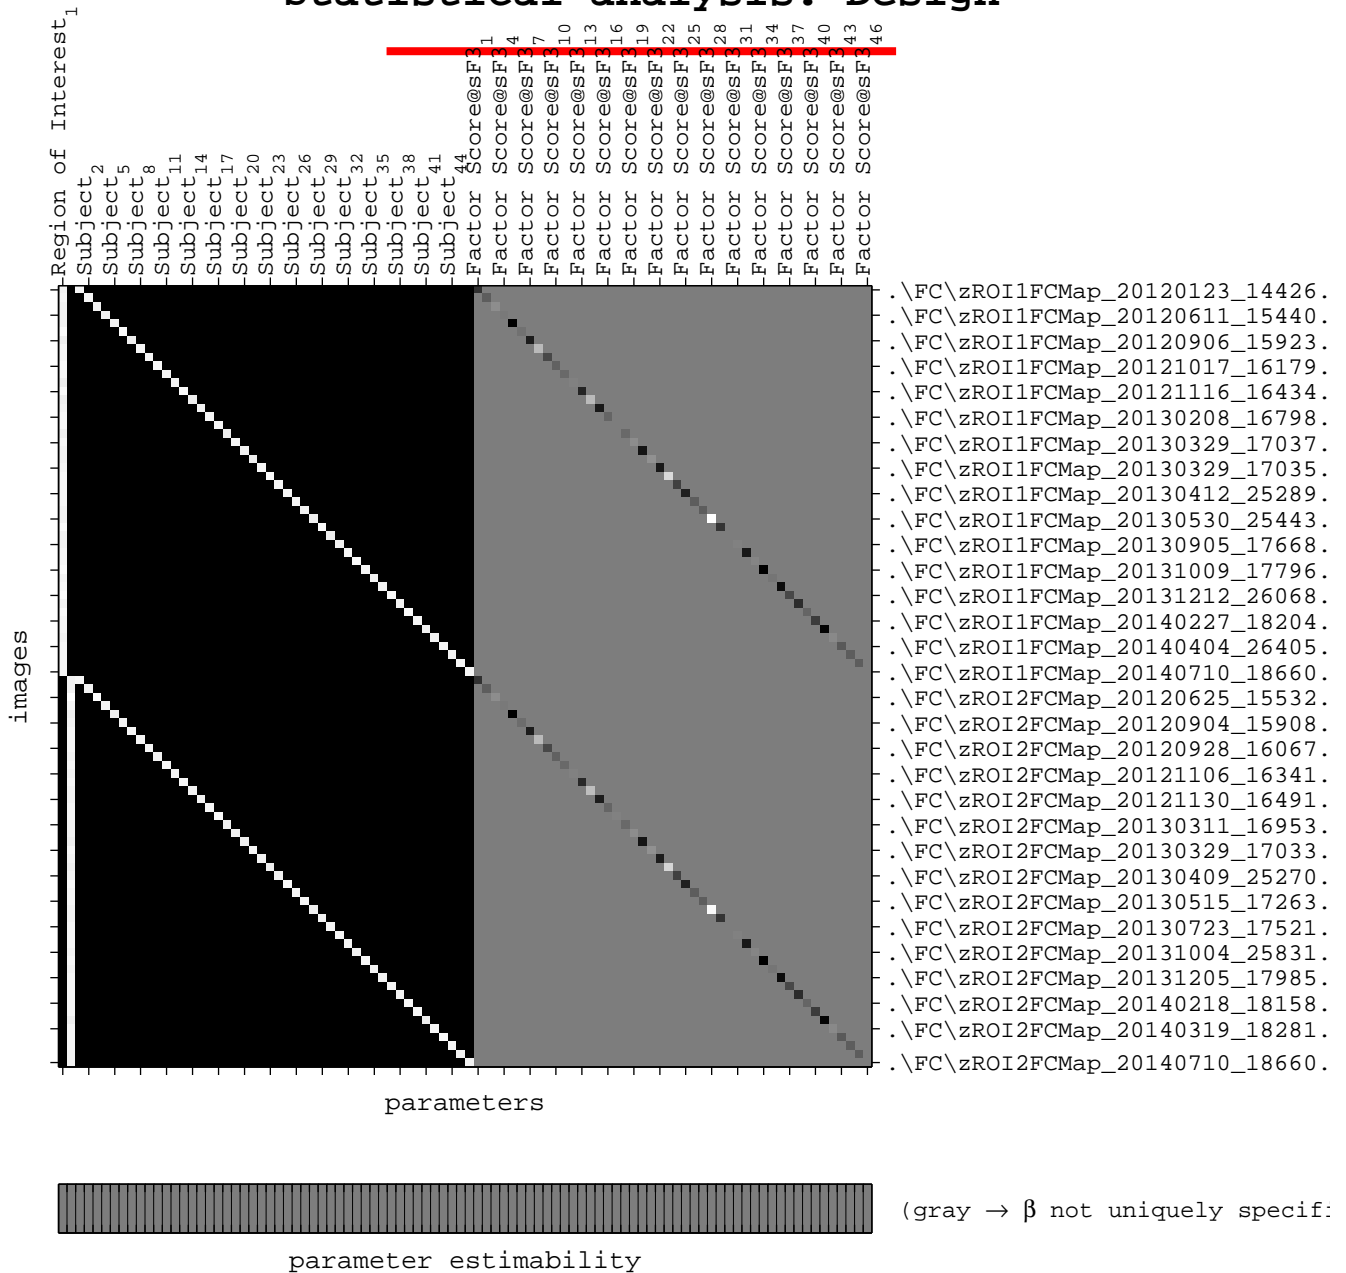 Statistical analysis: Design
Region of Interest1
Subject2
Subject5
Subject8
Subject11
Subject14
Subject17
Subject20
Subject23
Subject26
Subject29
Subject32
Subject35
Subject38
Subject41
Subject44
Factor Score@sF31
Factor Score@sF34
Factor Score@sF37
Factor Score@sF310
Factor Score@sF313
Factor Score@sF316
Factor Score@sF319
Factor Score@sF322
Factor Score@sF325
Factor Score@sF328
Factor Score@sF331
Factor Score@sF334
Factor Score@sF337
Factor Score@sF340
Factor Score@sF343
Factor Score@sF346
.\FC\zROI1FCMap_20120123_14426.
.\FC\zROI1FCMap_20120611_15440.
.\FC\zROI1FCMap_20120906_15923.
.\FC\zROI1FCMap_20121017_16179.
.\FC\zROI1FCMap_20121116_16434.
.\FC\zROI1FCMap_20130208_16798.
.\FC\zROI1FCMap_20130329_17037.
.\FC\zROI1FCMap_20130329_17035.
.\FC\zROI1FCMap_20130412_25289.
.\FC\zROI1FCMap_20130530_25443.
.\FC\zROI1FCMap_20130905_17668.
.\FC\zROI1FCMap_20131009_17796.
.\FC\zROI1FCMap_20131212_26068.
.\FC\zROI1FCMap_20140227_18204.
.\FC\zROI1FCMap_20140404_26405.
.\FC\zROI1FCMap_20140710_18660.
.\FC\zROI2FCMap_20120625_15532.
.\FC\zROI2FCMap_20120904_15908.
.\FC\zROI2FCMap_20120928_16067.
.\FC\zROI2FCMap_20121106_16341.
.\FC\zROI2FCMap_20121130_16491.
.\FC\zROI2FCMap_20130311_16953.
.\FC\zROI2FCMap_20130329_17033.
.\FC\zROI2FCMap_20130409_25270.
.\FC\zROI2FCMap_20130515_17263.
.\FC\zROI2FCMap_20130723_17521.
.\FC\zROI2FCMap_20131004_25831.
.\FC\zROI2FCMap_20131205_17985.
.\FC\zROI2FCMap_20140218_18158.
.\FC\zROI2FCMap_20140319_18281.
.\FC\zROI2FCMap_20140710_18660.
images
parameters
(gray → β not uniquely specifi
parameter estimability